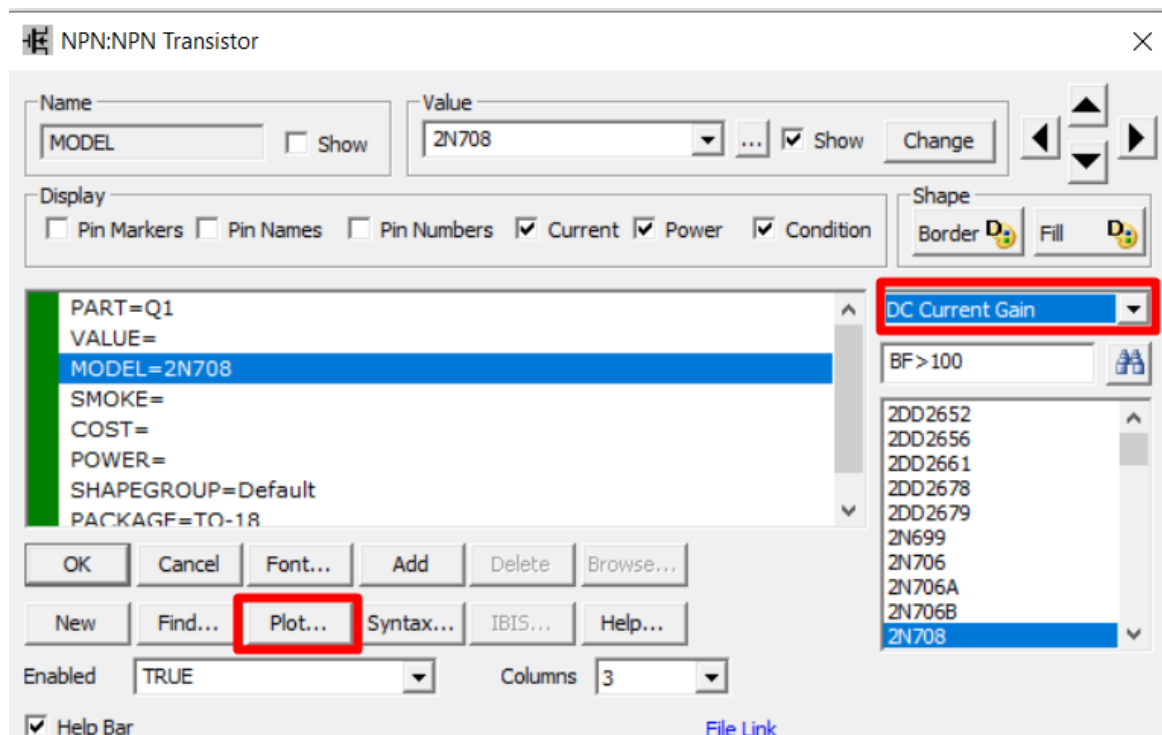 NPN:NPN Transistor
Name
MODEL
Show
Value
2N708
...
Show
Change
Display
Pin Markers Pin Names Pin Numbers Current Power Condition
Shape
Border Fill
PART=Q1
VALUE=
MODEL=2N708
SMOKE=
COST=
POWER=
SHAPEGROUP=Default
PACKAGE=TO-18
DC Current Gain
BF>100
2DD2652
2DD2656
2DD2661
2DD2678
2DD2679
2N699
2N706
2N706A
2N706B
2N708
OK Cancel Font... Add Delete Browse...
New Find... Plot... Syntax... IBIS... Help...
Enabled TRUE Columns 3
Help Bar File Link